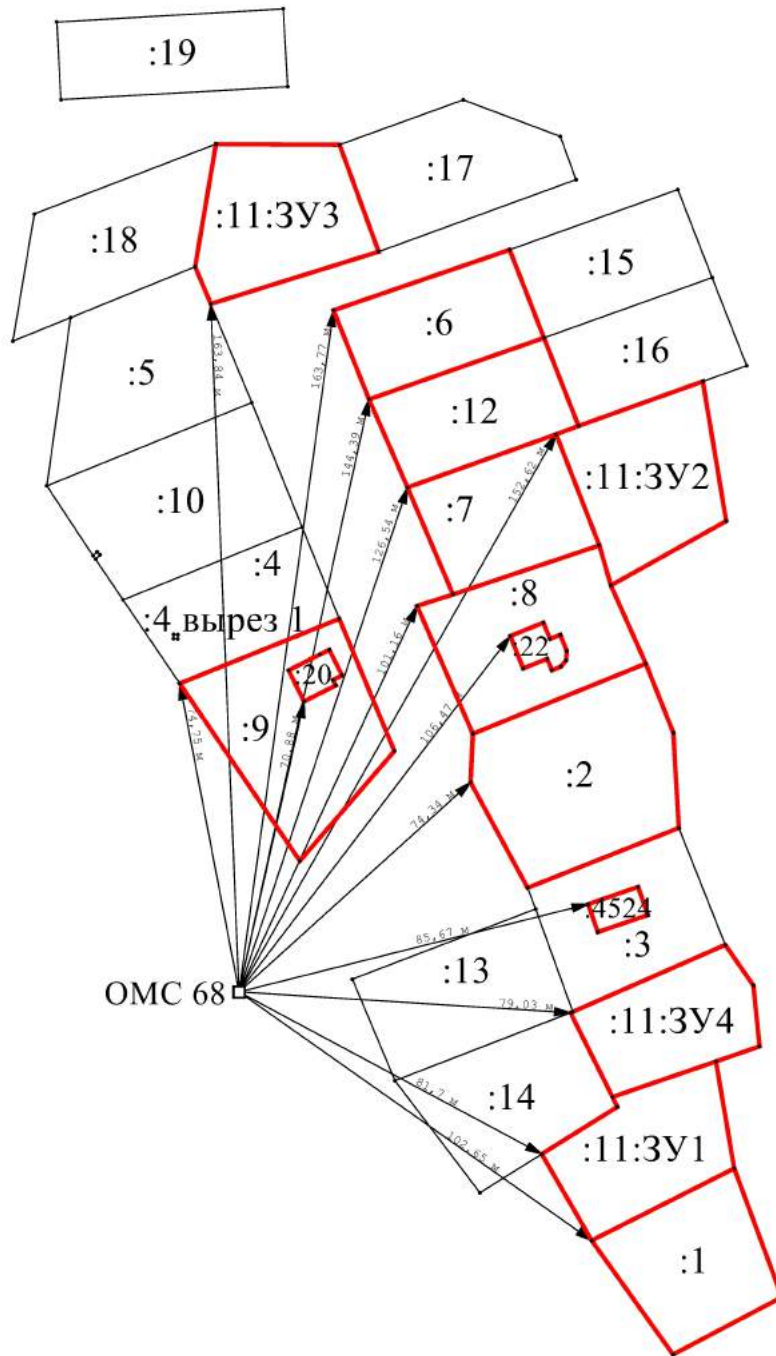 :19
:17
:11:ЗУ3
:18
:15
:6
163,84 м
163,77 м
:5
:16
:12
144,39 м
152,62 м
:11:ЗУ2
:10
:7
126,54 м
:4
:8
:4 вырез 1
101,16 м
:22
:20
:9
74,75 м
70,88 м
106,47
:2
74,34 м
:4524
85,67 м
:3
:13
ОМС 68
79,03 м
:11:ЗУ4
81,7 м
:14
102,65 м
:11:ЗУ1
:1